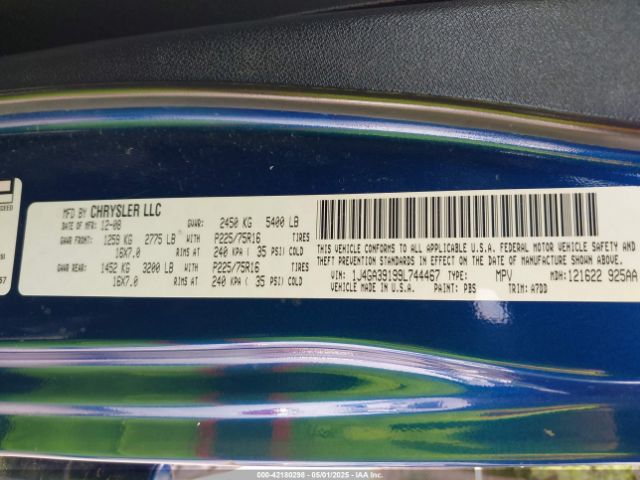 MFD BY CHRYSLER LLC
DATE OF MFR: 12-08 GVWR: 2450 KG 5400 LB
GAWR FRONT: 1259 KG 2775 LB WITH P225/75R16 TIRES
16X7.0 RIMS AT 240 KPA ( 35 PSI) COLD
GAWR REAR: 1452 KG 3200 LB WITH P225/75R16 TIRES
16X7.0 RIMS AT 240 KPA ( 35 PSI) COLD
THIS VEHICLE CONFORMS TO ALL APPLICABLE U.S.A. FEDERAL MOTOR VEHICLE SAFETY AND
THEFT PREVENTION STANDARDS IN EFFECT ON THE DATE OF MANUFACTURE SHOWN ABOVE.
VIN: 1J4GA39199L744467 TYPE: MPV MDH: 121622 925AA
MADE IN U.S.A. PAINT: PBS TRIM: A7DD
000-42180298 - 05/01/2025 - IAAI.COM